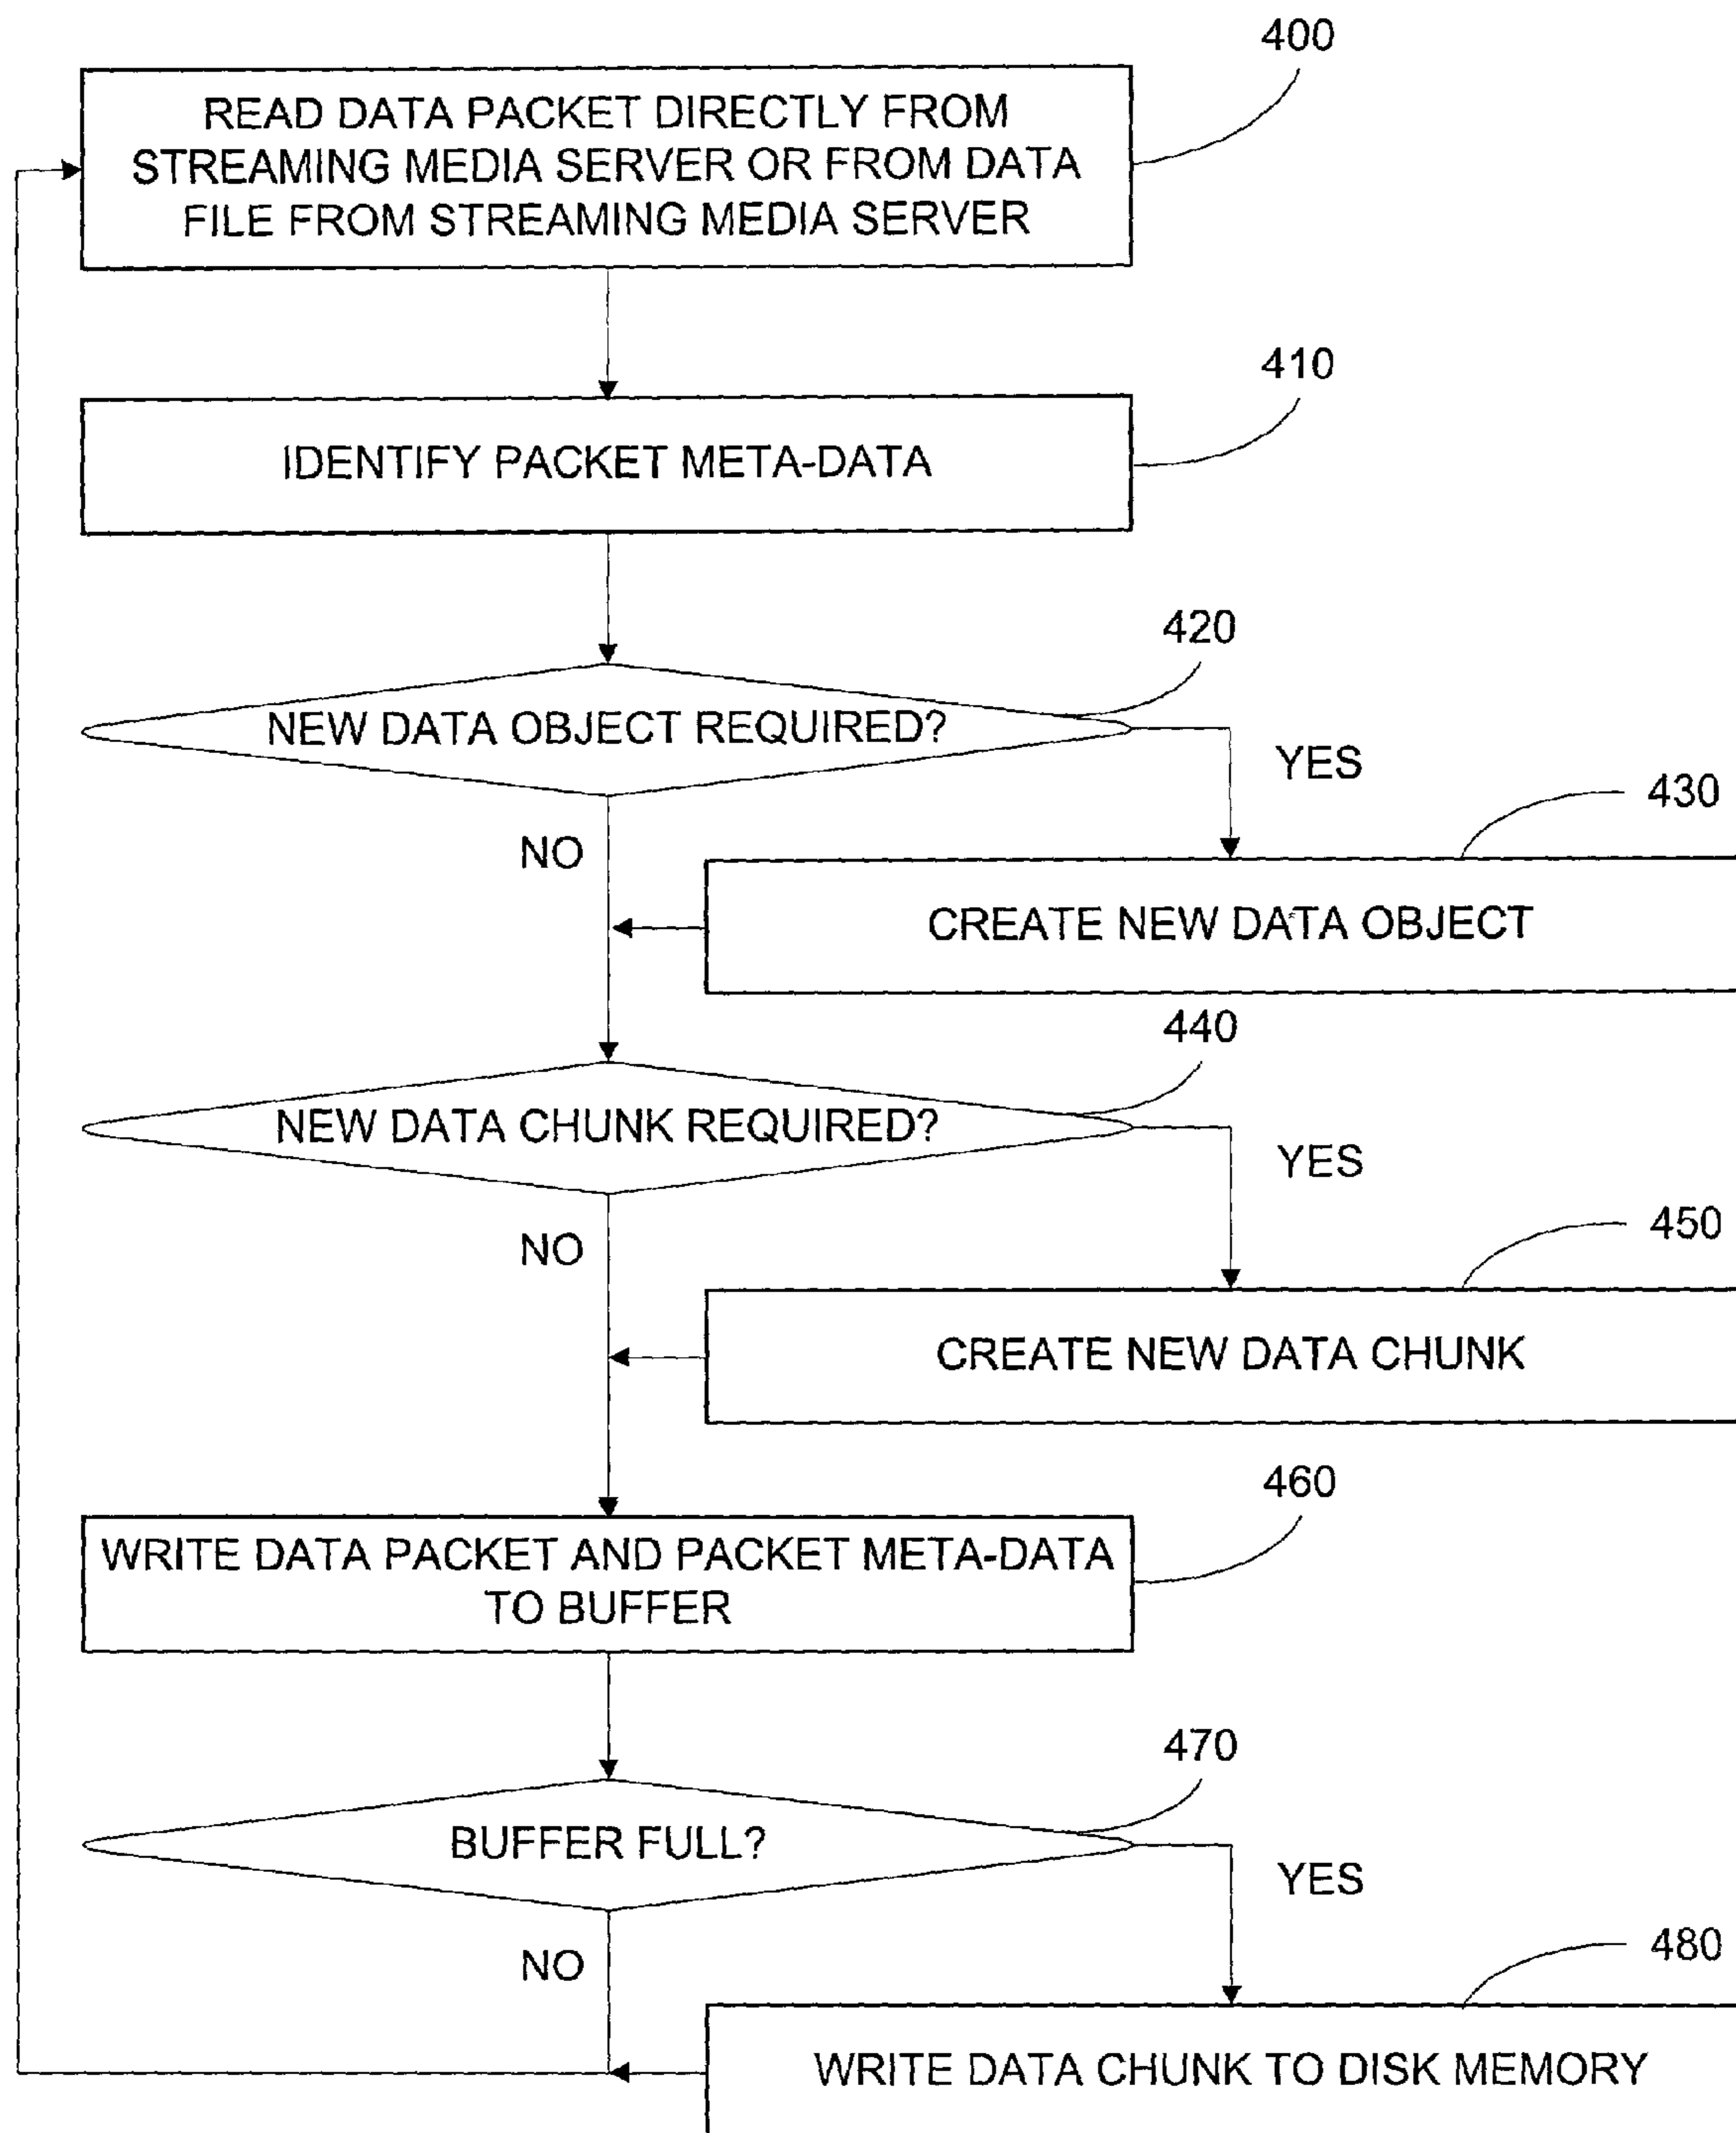 400
READ DATA PACKET DIRECTLY FROM
STREAMING MEDIA SERVER OR FROM DATA
FILE FROM STREAMING MEDIA SERVER
410
IDENTIFY PACKET META-DATA
420
NEW DATA OBJECT REQUIRED?
YES
430
NO
CREATE NEW DATA OBJECT
440
NEW DATA CHUNK REQUIRED?
YES
450
NO
CREATE NEW DATA CHUNK
460
WRITE DATA PACKET AND PACKET META-DATA
TO BUFFER
470
BUFFER FULL?
YES
480
NO
WRITE DATA CHUNK TO DISK MEMORY